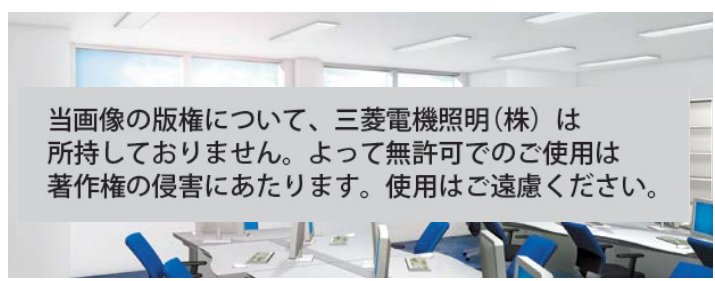 当画像の版権について、三菱電機照明(株）は
所持しておりません。よって無許可でのご使用は
著作権の侵害にあたります。使用はご遠慮ください。